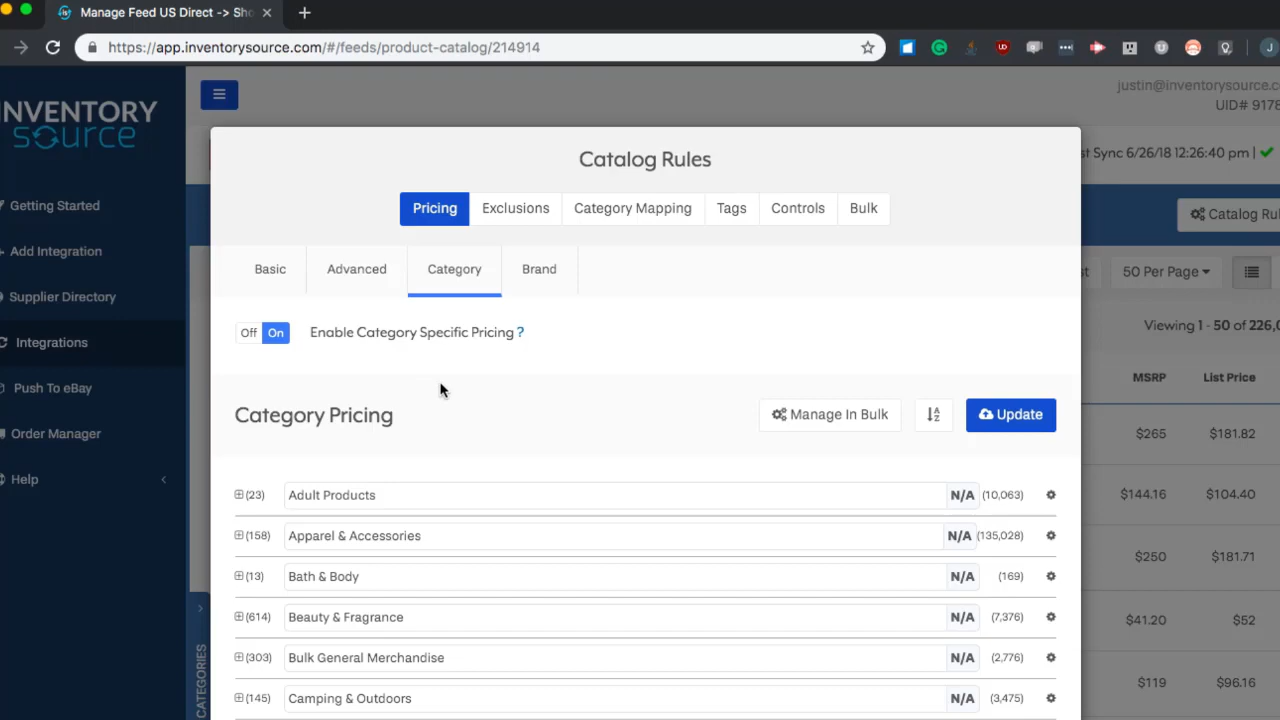 Manage Feed US Direct -> Sho
https://app.inventorysource.com/#/feeds/product-catalog/214914
INVENTORY
source
justin@inventorysource.c
UID# 9178
st Sync 6/26/18 12:26:40 pm |
Catalog Rules
Catalog Ru
Pricing Exclusions Category Mapping Tags Controls Bulk
Basic Advanced Category Brand
st 50 Per Page
Off On Enable Category Specific Pricing ?
Viewing 1 - 50 of 226,
MSRP List Price
Category Pricing Manage In Bulk Update
Getting Started
Add Integration
Supplier Directory
Integrations
Push To eBay
Order Manager
Help
CATEGORIES
(23) Adult Products N/A (10,063)
(158) Apparel & Accessories N/A (135,028)
(13) Bath & Body N/A (169)
(614) Beauty & Fragrance N/A (7,376)
(303) Bulk General Merchandise N/A (2,776)
(145) Camping & Outdoors N/A (3,475)
$265 $181.82
$144.16 $104.40
$250 $181.71
$41.20 $52
$119 $96.16